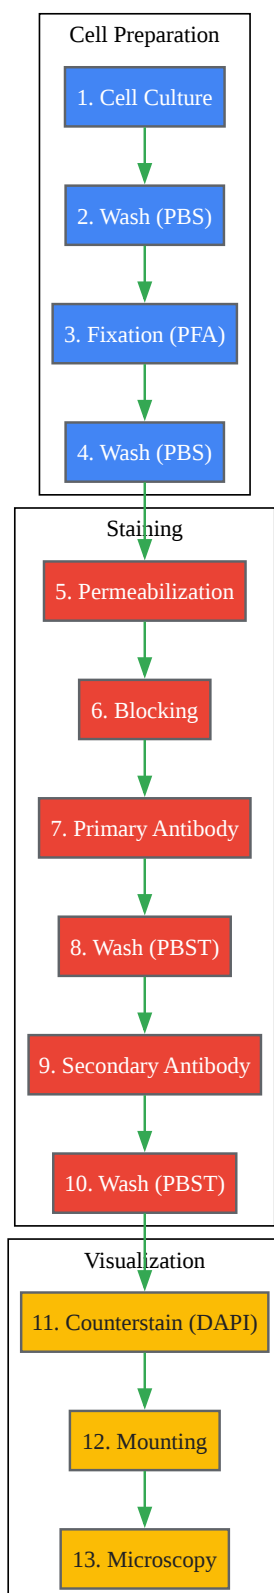 Cell Preparation
1. Cell Culture
2. Wash (PBS)
3. Fixation (PFA)
4. Wash (PBS)
Staining
5. Permeabilization
6. Blocking
7. Primary Antibody
8. Wash (PBST)
9. Secondary Antibody
10. Wash (PBST)
Visualization
11. Counterstain (DAPI)
12. Mounting
13. Microscopy